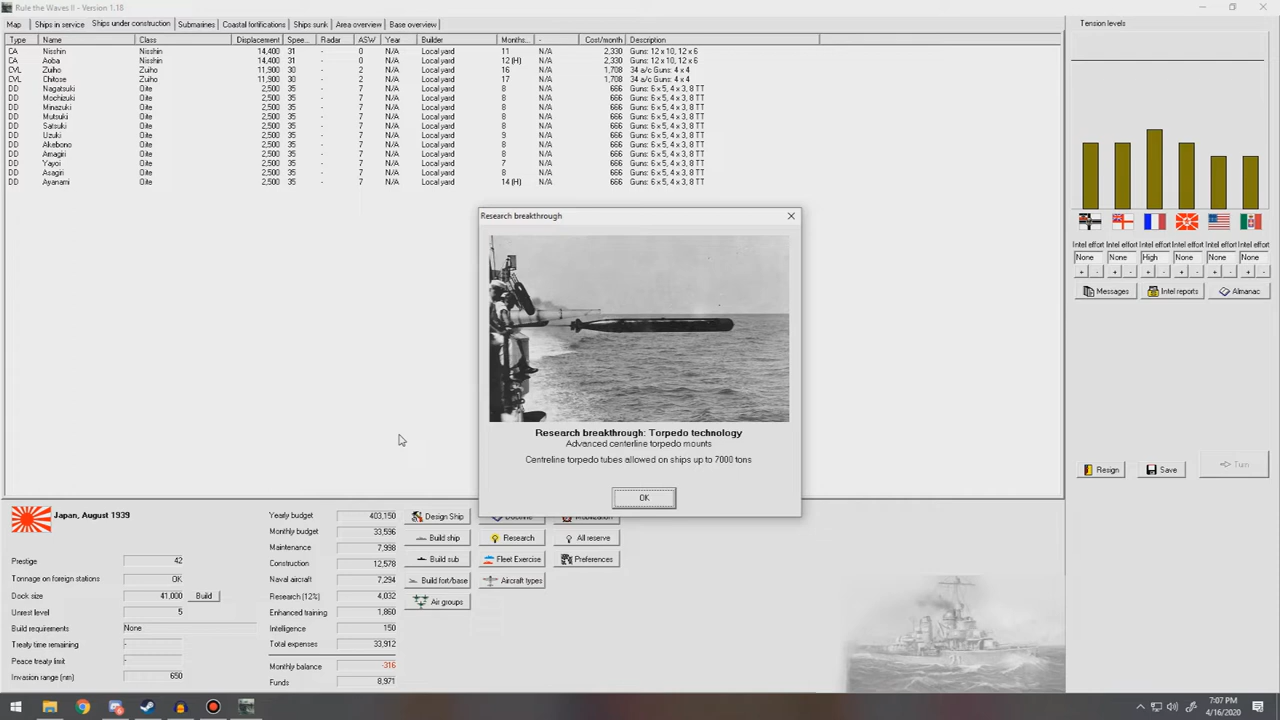 Rule the Waves II - Version 1.18
Map Ships in service Ships under construction Submarines Coastal fortifications Ships sunk Area overview Base overview
Type Name Class Displacement Spee... Radar ASW Year Builder Months... - Cost/month Description
CA Nisshin Nisshin 14,400 31 - 0 N/A Local yard 11 N/A 2,330 Guns: 12 x 10, 12 x 6
CA Aoba Nisshin 14,400 31 - 0 N/A Local yard 12 (H) N/A 2,330 Guns: 12 x 10, 12 x 6
CVL Zuiho Zuiho 11,900 30 - 2 N/A Local yard 16 N/A 1,708 34 a/c Guns: 4 x 4
CVL Chitose Zuiho 11,900 30 - 2 N/A Local yard 17 N/A 1,708 34 a/c Guns: 4 x 4
DD Nagatsuki Oite 2,500 35 - 7 N/A Local yard 8 N/A 666 Guns: 6 x 5, 4 x 3, 8 TT
DD Mochizuki Oite 2,500 35 - 7 N/A Local yard 8 N/A 666 Guns: 6 x 5, 4 x 3, 8 TT
DD Minazuki Oite 2,500 35 - 7 N/A Local yard 8 N/A 666 Guns: 6 x 5, 4 x 3, 8 TT
DD Mutsuki Oite 2,500 35 - 7 N/A Local yard 8 N/A 666 Guns: 6 x 5, 4 x 3, 8 TT
DD Satsuki Oite 2,500 35 - 7 N/A Local yard 8 N/A 666 Guns: 6 x 5, 4 x 3, 8 TT
DD Uzuki Oite 2,500 35 - 7 N/A Local yard 9 N/A 666 Guns: 6 x 5, 4 x 3, 8 TT
DD Akebono Oite 2,500 35 - 7 N/A Local yard 8 N/A 666 Guns: 6 x 5, 4 x 3, 8 TT
DD Amagiri Oite 2,500 35 - 7 N/A Local yard 8 N/A 666 Guns: 6 x 5, 4 x 3, 8 TT
DD Yayoi Oite 2,500 35 - 7 N/A Local yard 7 N/A 666 Guns: 6 x 5, 4 x 3, 8 TT
DD Asagiri Oite 2,500 35 - 7 N/A Local yard 8 N/A 666 Guns: 6 x 5, 4 x 3, 8 TT
DD Ayanami Oite 2,500 35 - 7 N/A Local yard 14 (H) N/A 666 Guns: 6 x 5, 4 x 3, 8 TT
Tension levels
Intel effort Intel effort Intel effort Intel effort Intel effort Intel effort
None None High None None None
+ - + - + - + - + - + -
Messages Intel reports Almanac
Resign Save Turn
Research breakthrough
Research breakthrough: Torpedo technology
Advanced centerline torpedo mounts
Centreline torpedo tubes allowed on ships up to 7000 tons
OK
Japan, August 1939
Prestige 42
Tonnage on foreign stations OK
Dock size 41,000 Build
Unrest level 5
Build requirements None
Treaty time remaining -
Peace treaty limit -
Invasion range (nm) 650
Yearly budget 403,150
Monthly budget 33,596
Maintenance 7,998
Construction 12,578
Naval aircraft 7,294
Research (12%) 4,032
Enhanced training 1,860
Intelligence 150
Total expenses 33,912
Monthly balance -316
Funds 8,971
Design Ship Doctrine Mobilization
Build ship Research All reserve
Build sub Fleet Exercise Preferences
Build fort/base Aircraft types
Air groups
7:07 PM
4/16/2020